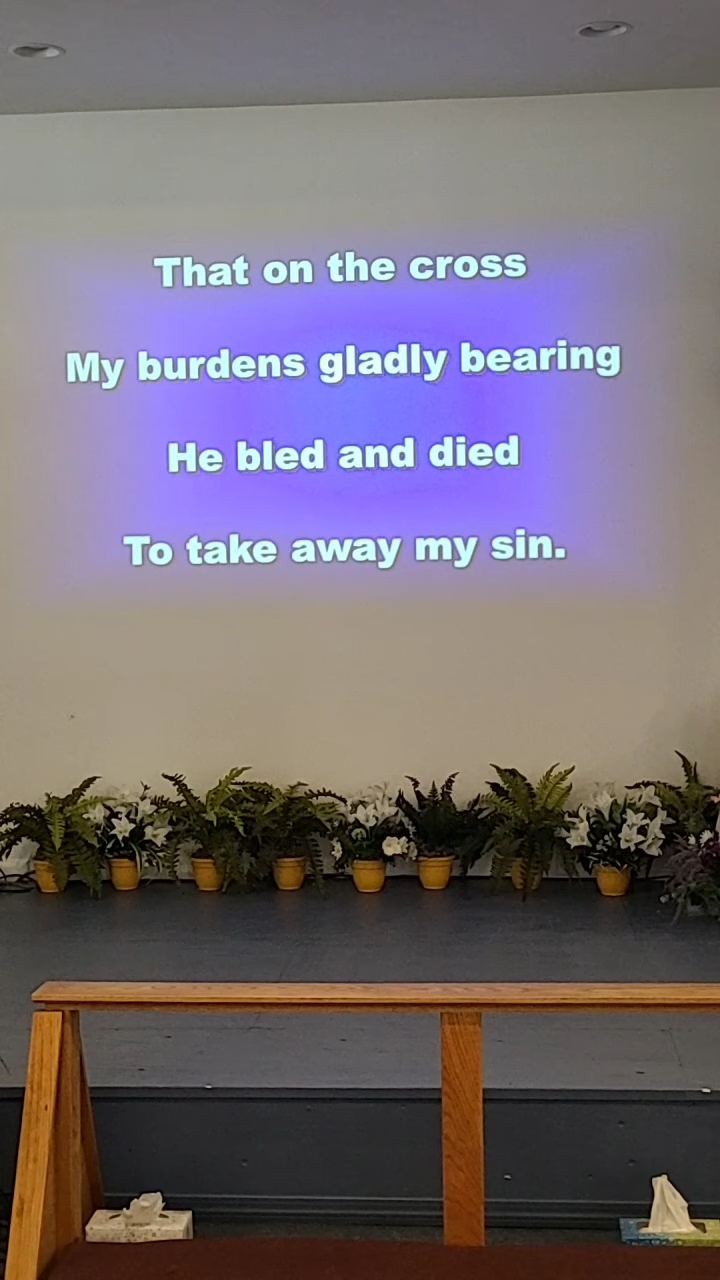 That on the cross
My burdens gladly bearing
He bled and died
To take away my sin.